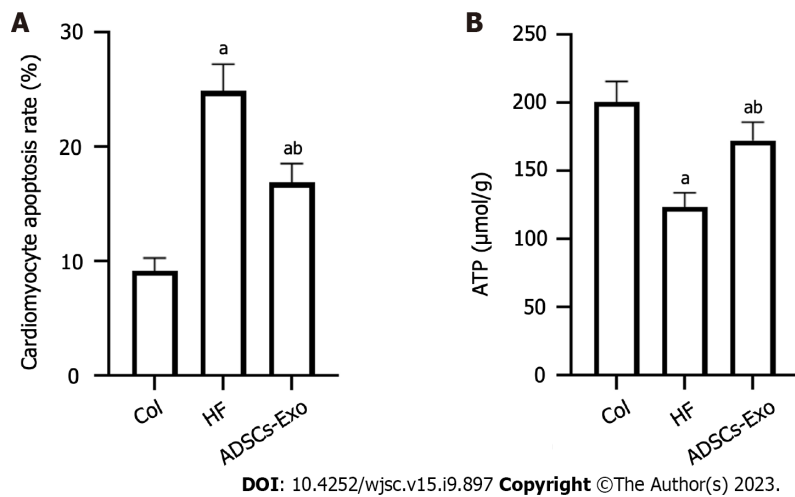 A
Cardiomyocyte apoptosis rate (%)
30
20
10
0
a
ab
Col
HF
ADSCs-Exo
B
ATP (µmol/g)
250
200
150
100
50
0
a
ab
Col
HF
ADSCs-Exo
DOI: 10.4252/wjsc.v15.i9.897 Copyright ©The Author(s) 2023.